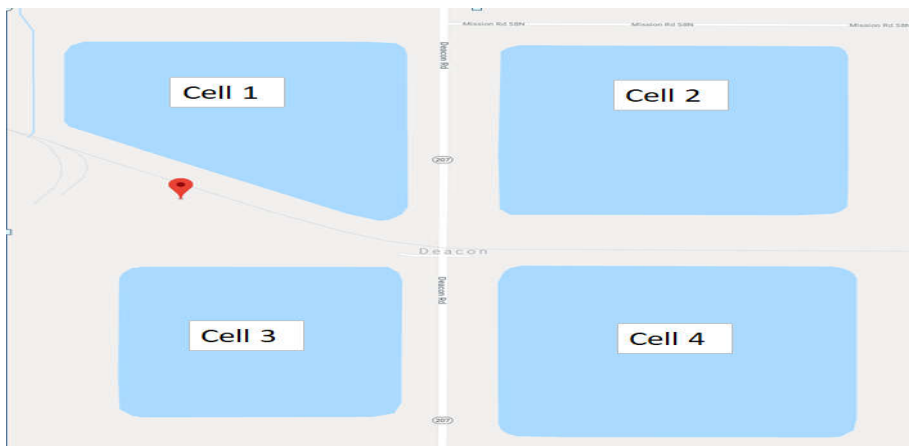 Mission Rd 58N
Mission Rd 58N
Mission Rd 58N
Deacon Rd
Cell 1
Cell 2
207
Deacon
Deacon Rd
Cell 3
Cell 4
207